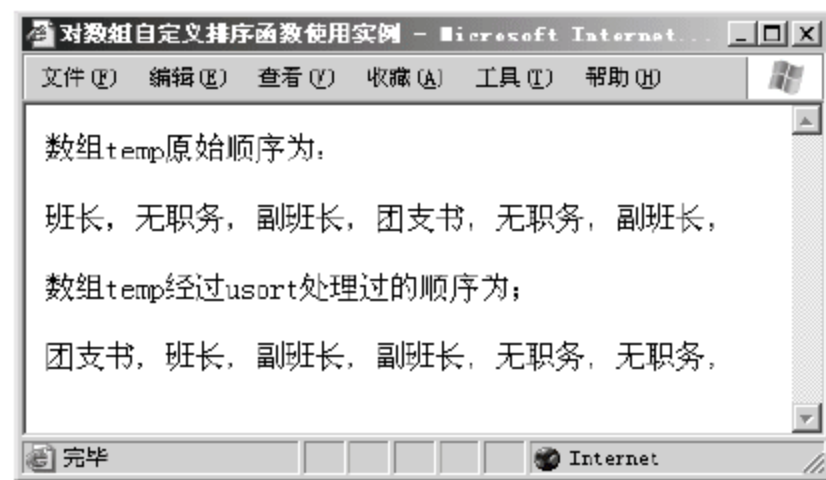 对数组自定义排序函数使用实例 - Microsoft Internet...
文件(F) 编辑(E) 查看(V) 收藏(A) 工具(T) 帮助(H)
数组temp原始顺序为:
班长, 无职务, 副班长, 团支书, 无职务, 副班长,
数组temp经过usort处理过的顺序为;
团支书, 班长, 副班长, 副班长, 无职务, 无职务,
完毕 Internet